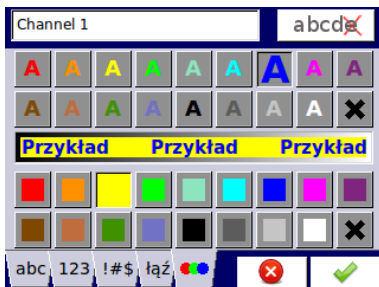 Channel 1 abcde
A A A A A A A A A
A A A A A A A A
Przykład Przykład Przykład
abc 123 !#$ łąź